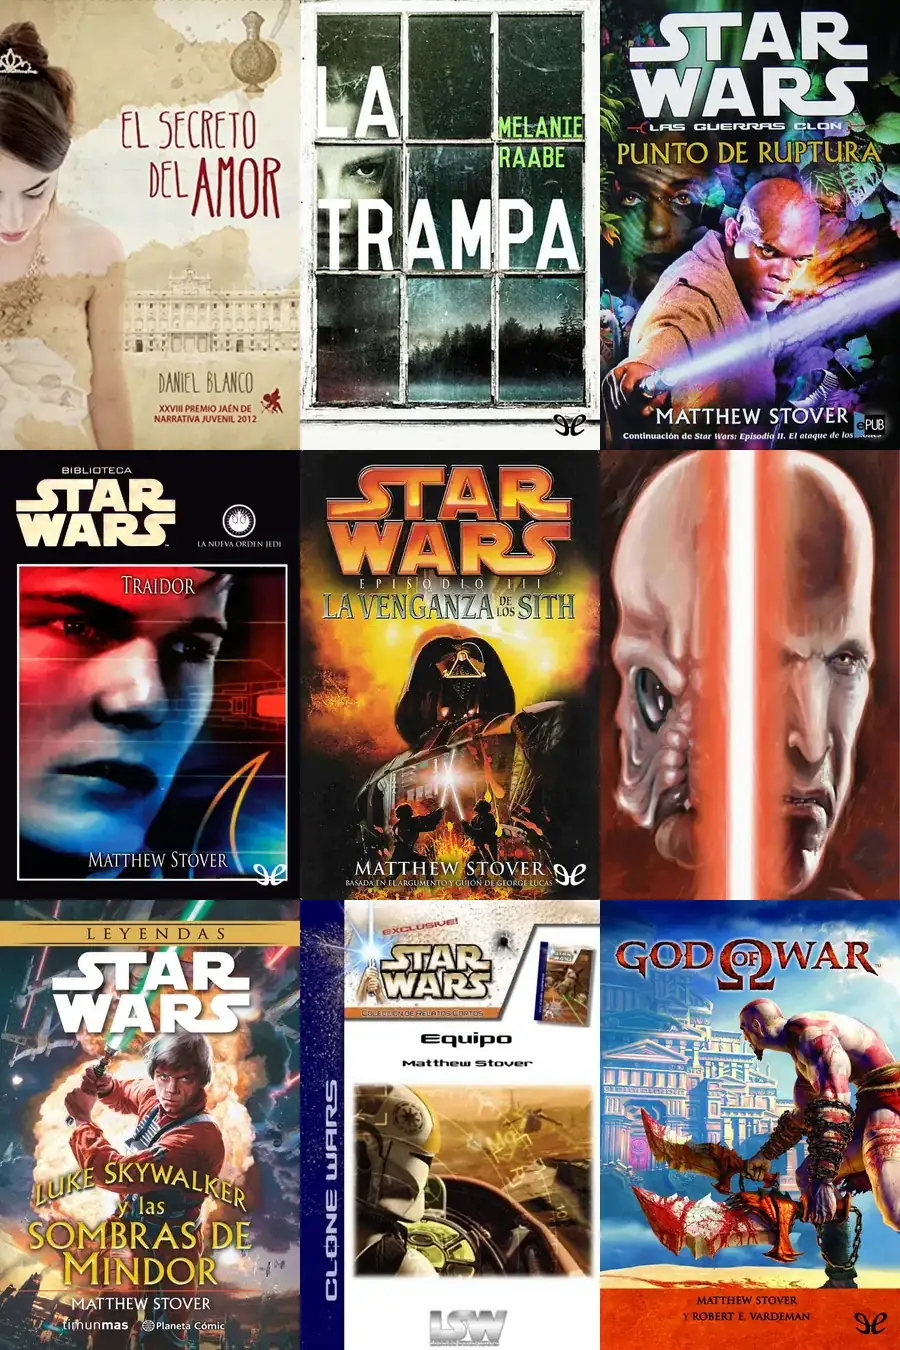 EL SECRETO
DEL AMOR
DANIEL BLANCO
XXVIII PREMIO JAÉN DE
NARRATIVA JUVENIL 2012
LA
TRAMPA
MELANIE
RAABE
STAR
WARS
LAS GUERRAS CLON
PUNTO DE RUPTURA
MATTHEW STOVER
ePUB
Continuación de Star Wars: Episodio II. El ataque de los clones
BIBLIOTECA
STAR
WARS
LA NUEVA ORDEN JEDI
TRAIDOR
MATTHEW STOVER
STAR
WARS
EPISODIO III
LA VENGANZA DE LOS SITH
MATTHEW STOVER
BASADA EN EL ARGUMENTO Y GUIÓN DE GEORGE LUCAS
LEYENDAS
STAR
WARS
LUKE SKYWALKER
y las
SOMBRAS DE
MINDOR
MATTHEW STOVER
timunmas Planeta Cómic
EXCLUSIVE!
STAR
WARS
COLECCION DE RELATOS CORTOS
Equipo
Matthew Stover
CLONE WARS
LSW
GOD OF WAR
MATTHEW STOVER
Y ROBERT E. VARDEMAN